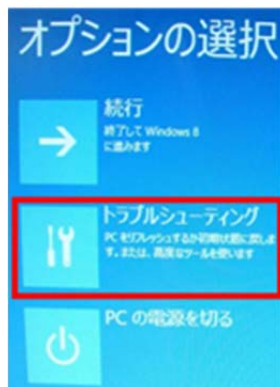 オプションの選択
続行
終了して Windows 8
に進みます
トラブルシューティング
PC をリフレッシュするか初期状態に戻しま
す。または、高度なツールを使います
PC の電源を切る